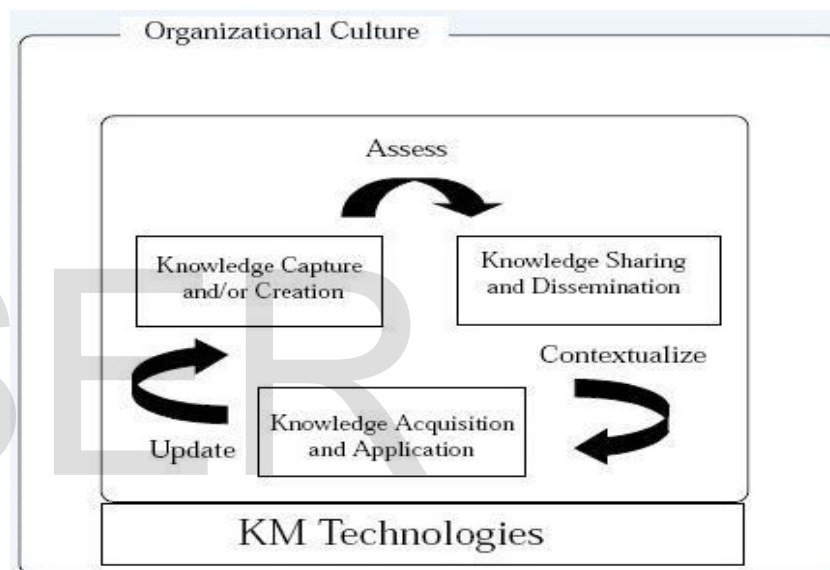 Organizational Culture
Assess
Knowledge Capture
and/or Creation
Knowledge Sharing
and Dissemination
Contextualize
Knowledge Acquisition
and Application
Update
KM Technologies
SER